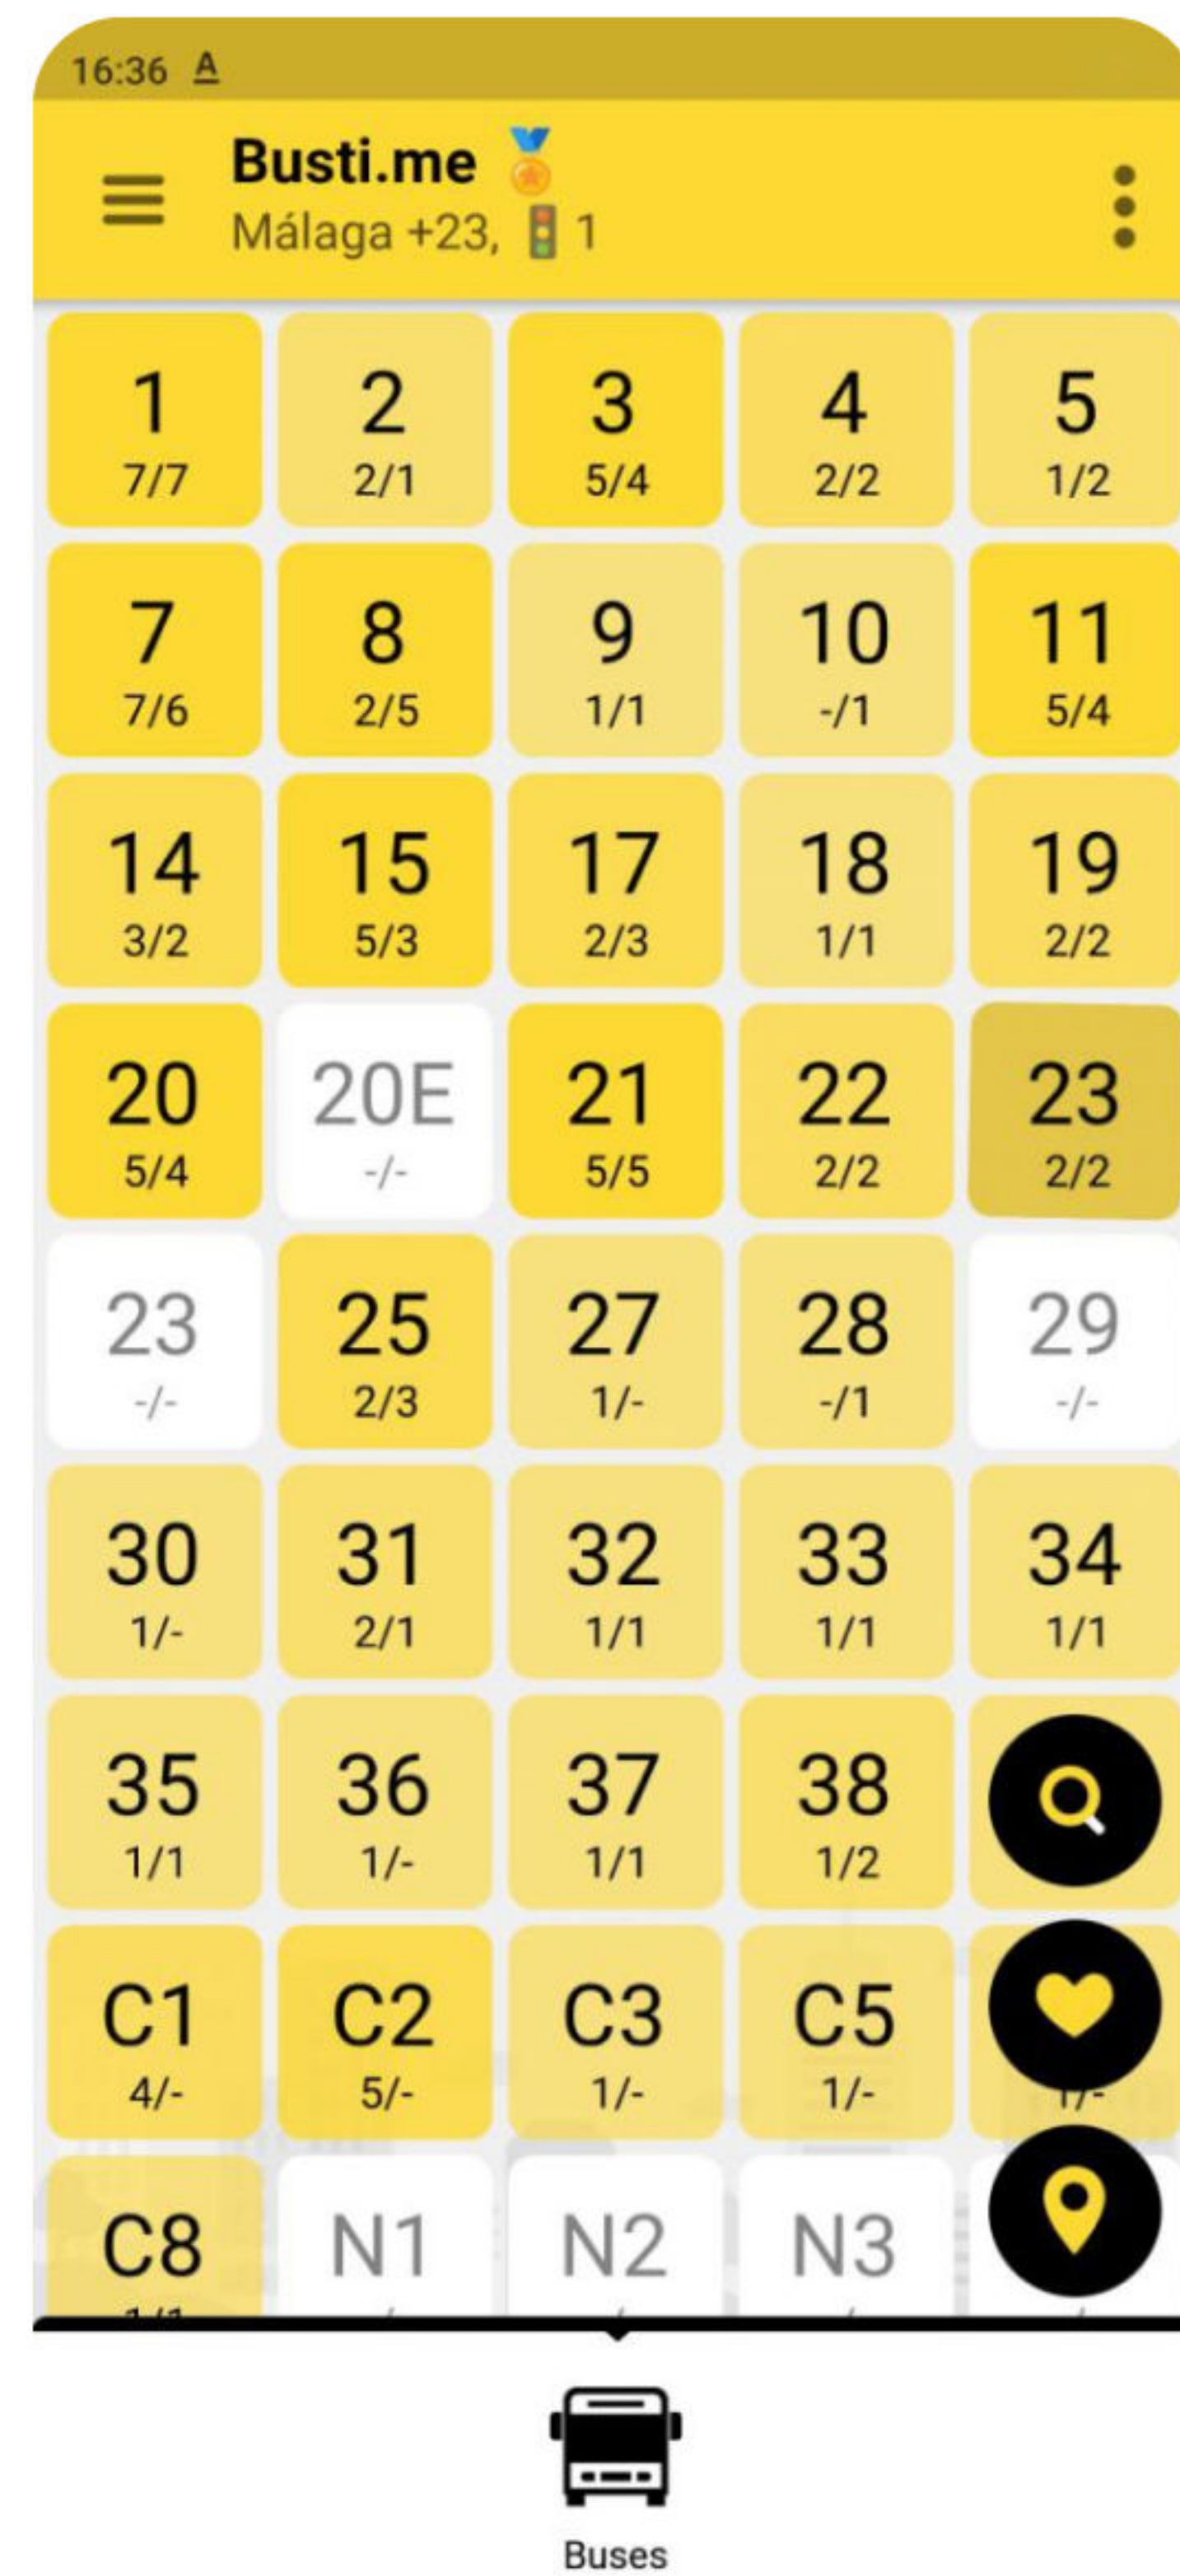 16:36 A
Busti.me
Málaga +23, 1
1 2 3 4 5
7/7 2/1 5/4 2/2 1/2
7 8 9 10 11
7/6 2/5 1/1 -/1 5/4
14 15 17 18 19
3/2 5/3 2/3 1/1 2/2
20 20E 21 22 23
5/4 -/- 5/5 2/2 2/2
23 25 27 28 29
-/- 2/3 1/- -/1 -/-
30 31 32 33 34
1/- 2/1 1/1 1/1 1/1
35 36 37 38
1/1 1/- 1/1 1/2
C1 C2 C3 C5
4/- 5/- 1/- 1/- 1/-
C8 N1 N2 N3
1/1
Buses